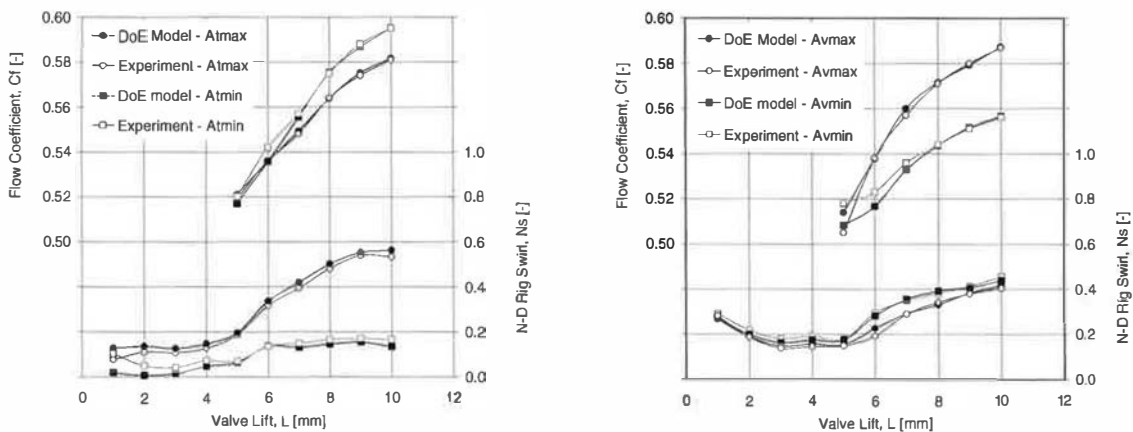 0.60
0.58
0.56
0.54
0.52
0.50
Flow Coefficient, Cf [-]
DoE Model - Atmax
Experiment - Atmax
DoE model - Atmin
Experiment - Atmin
1.0
0.8
0.6
0.4
0.2
0.0
N-D Rig Swirl, Ns [-]
0 2 4 6 8 10 12
Valve Lift, L [mm]
0.60
0.58
0.56
0.54
0.52
0.50
Flow Coefficient, Cf [-]
DoE Model - Avmax
Experiment - Avmax
DoE model - Avmin
Experiment - Avmin
1.0
0.8
0.6
0.4
0.2
0.0
N-D Rig Swirl, Ns [-]
0 2 4 6 8 10 12
Valve Lift, L [mm]